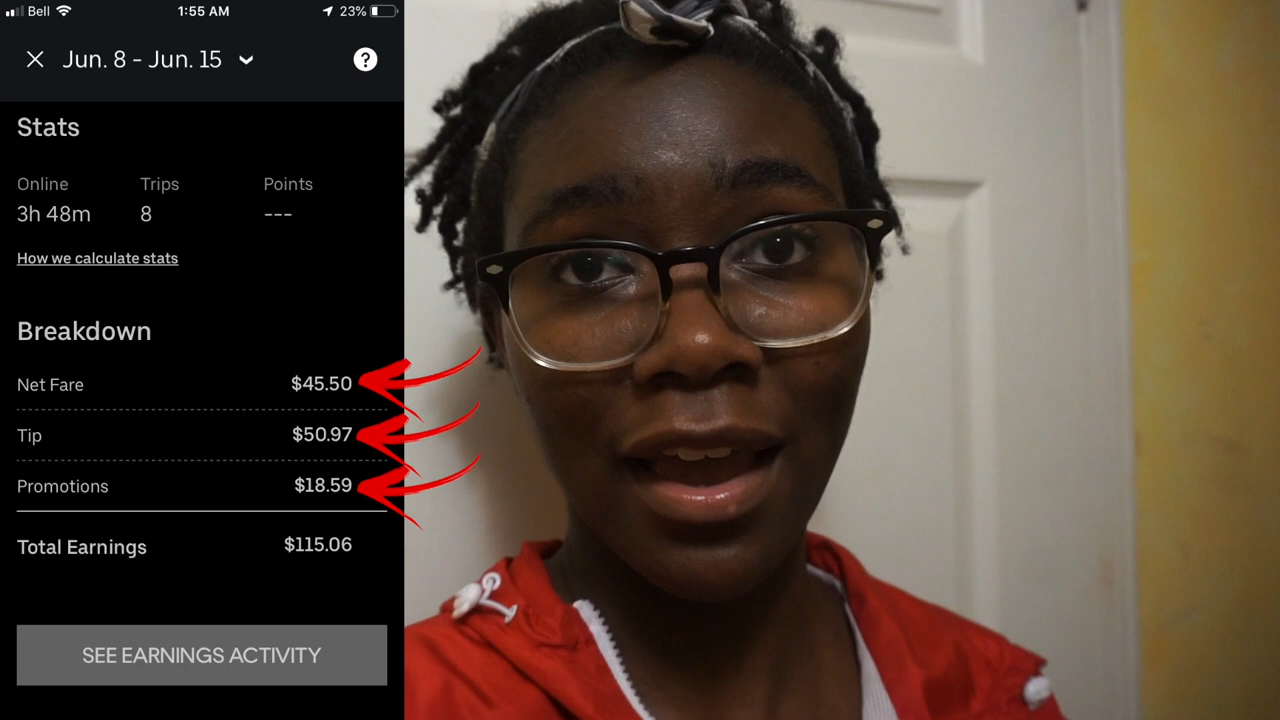 Bell 1:55 AM 23%
Jun. 8 - Jun. 15 ?
Stats
Online Trips Points
3h 48m 8 ---
How we calculate stats
Breakdown
Net Fare $45.50
Tip $50.97
Promotions $18.59
Total Earnings $115.06
SEE EARNINGS ACTIVITY